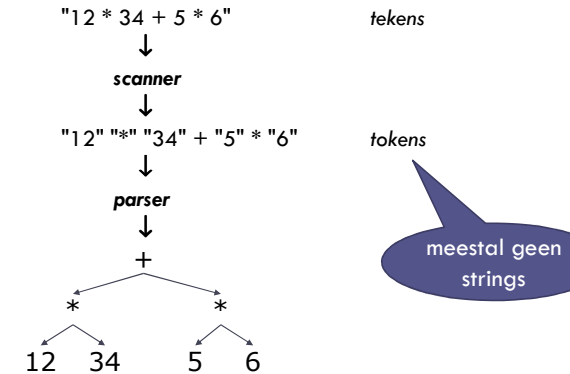 "12 * 34 + 5 * 6" tekens
scanner
"12" "*" "34" + "5" * "6" tokens
parser
meestal geen
strings
+
* *
12 34 5 6